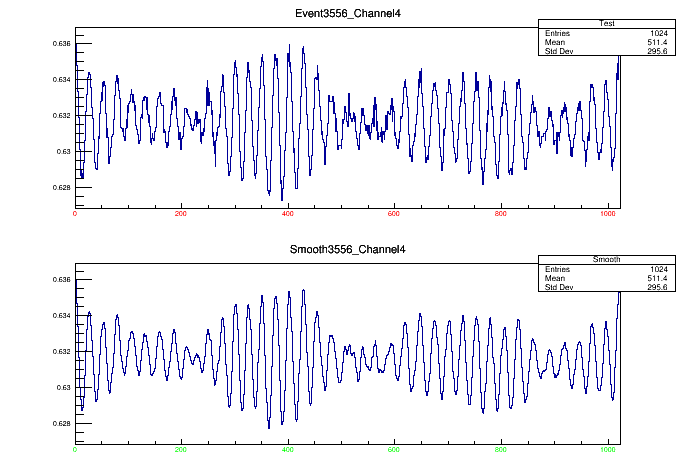 Event3556_Channel4
Test
Entries 1024
Mean 511.4
Std Dev 295.6
0.636
0.634
0.632
0.63
0.628
0 200 400 600 800 1000
Smooth3556_Channel4
Smooth
Entries 1024
Mean 511.4
Std Dev 295.6
0.636
0.634
0.632
0.63
0.628
0 200 400 600 800 1000